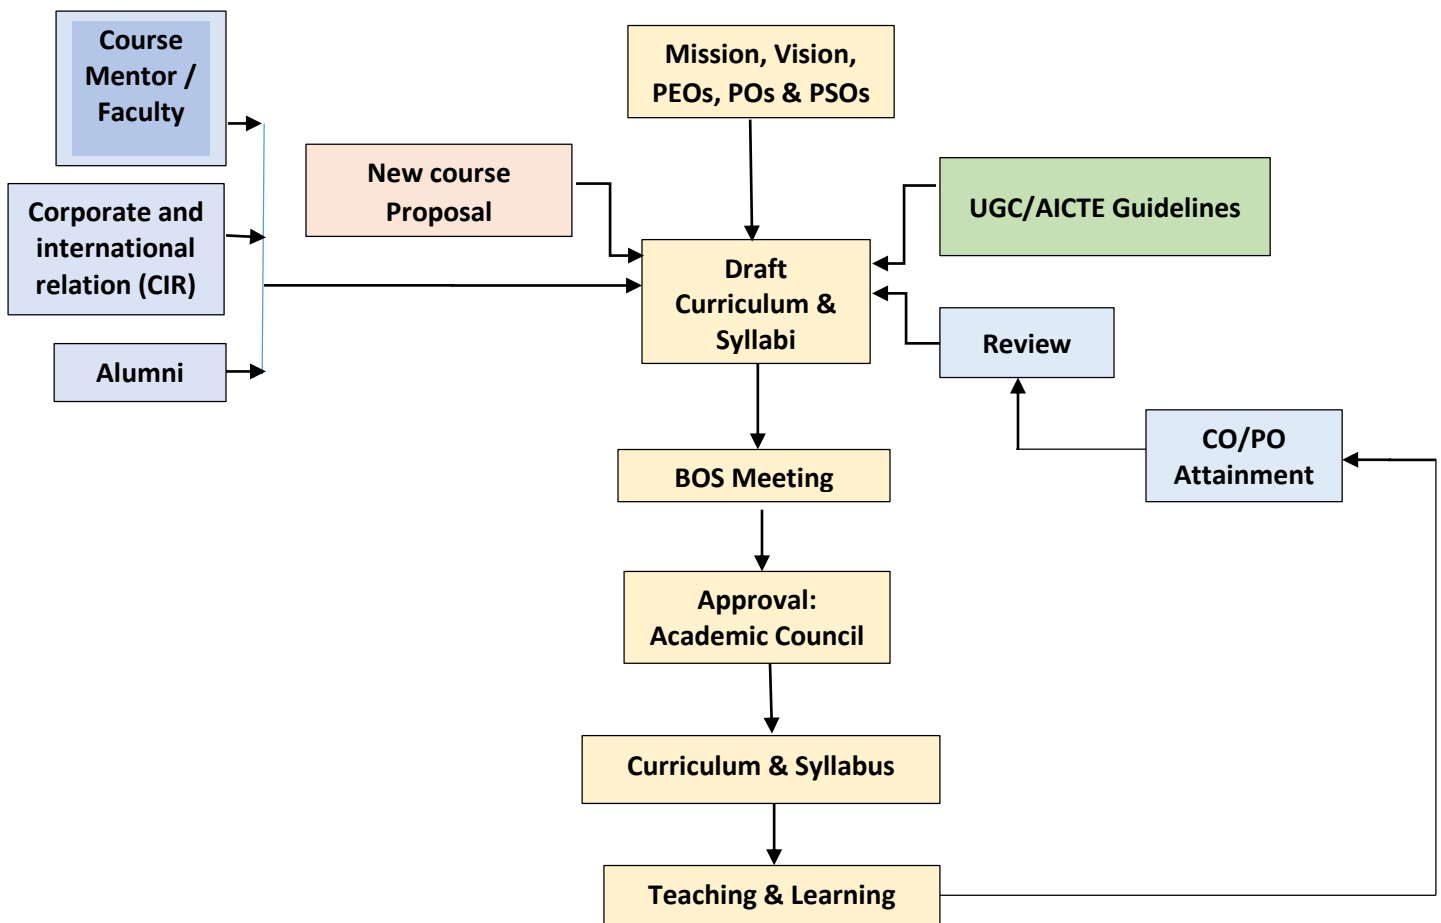 Course
Mentor /
Faculty
Mission, Vision,
PEOs, POs & PSOs
New course
Proposal
UGC/AICTE Guidelines
Corporate and
international
relation (CIR)
Draft
Curriculum &
Syllabi
Review
Alumni
CO/PO
Attainment
BOS Meeting
Approval:
Academic Council
Curriculum & Syllabus
Teaching & Learning